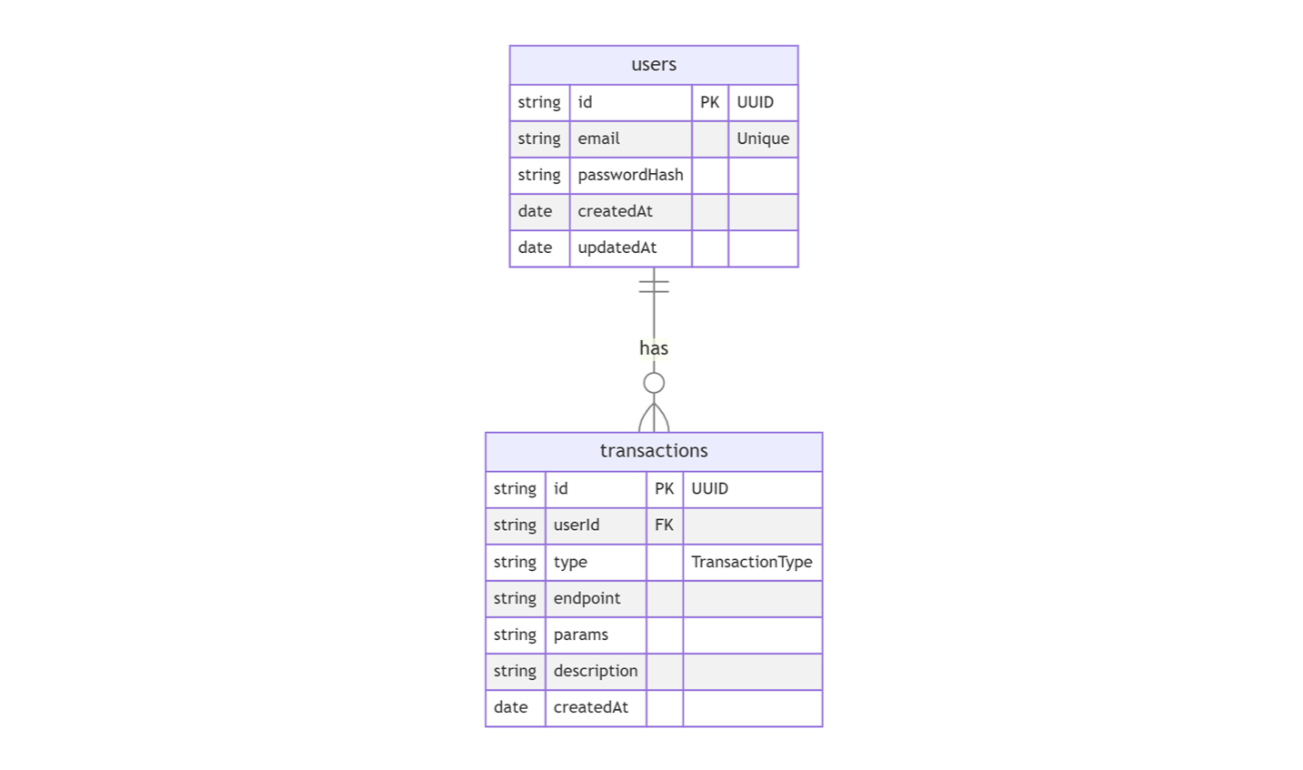 users
string id PK UUID
string email Unique
string passwordHash
date createdAt
date updatedAt
has
transactions
string id PK UUID
string userId FK
string type TransactionType
string endpoint
string params
string description
date createdAt